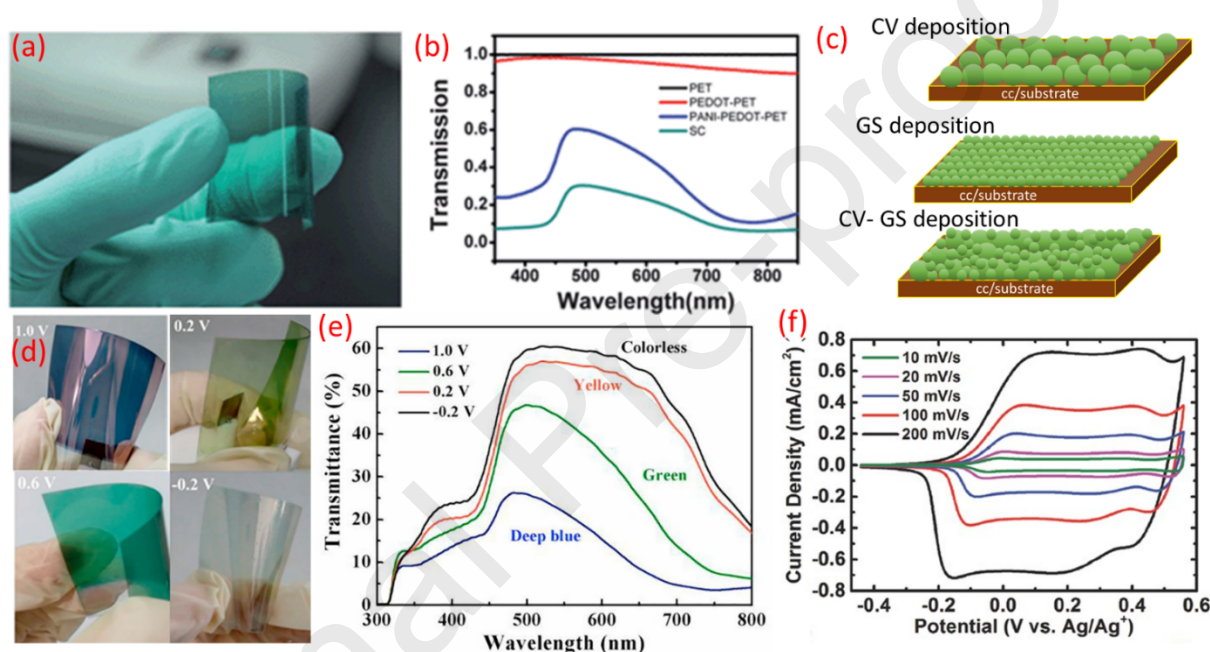 (a)
(b)
Transmission
1.0
0.8
0.6
0.4
0.2
0.0
400
500
600
700
800
Wavelength(nm)
PET
PEDOT-PET
PANI-PEDOT-PET
SC
(c)
CV deposition
cc/substrate
GS deposition
cc/substrate
CV- GS deposition
cc/substrate
(d)
1.0 V
0.2 V
0.6 V
-0.2 V
(e)
Transmittance (%)
60
50
40
30
20
10
0
300
400
500
600
700
800
Wavelength (nm)
1.0 V
0.6 V
0.2 V
-0.2 V
Colorless
Yellow
Green
Deep blue
(f)
Current Density (mA/cm²)
0.8
0.6
0.4
0.2
0.0
-0.2
-0.4
-0.6
-0.8
-0.4
-0.2
0.0
0.2
0.4
0.6
Potential (V vs. Ag/Ag⁺)
10 mV/s
20 mV/s
50 mV/s
100 mV/s
200 mV/s